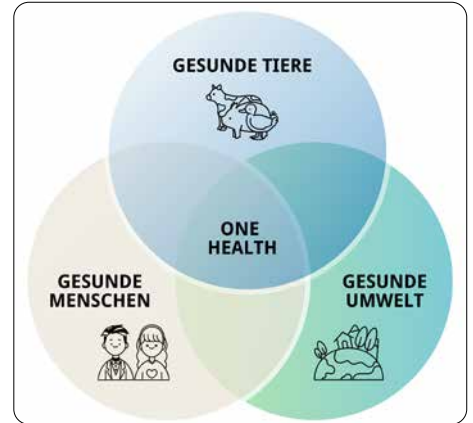 GESUNDE TIERE
ONE
HEALTH
GESUNDE
MENSCHEN
GESUNDE
UMWELT